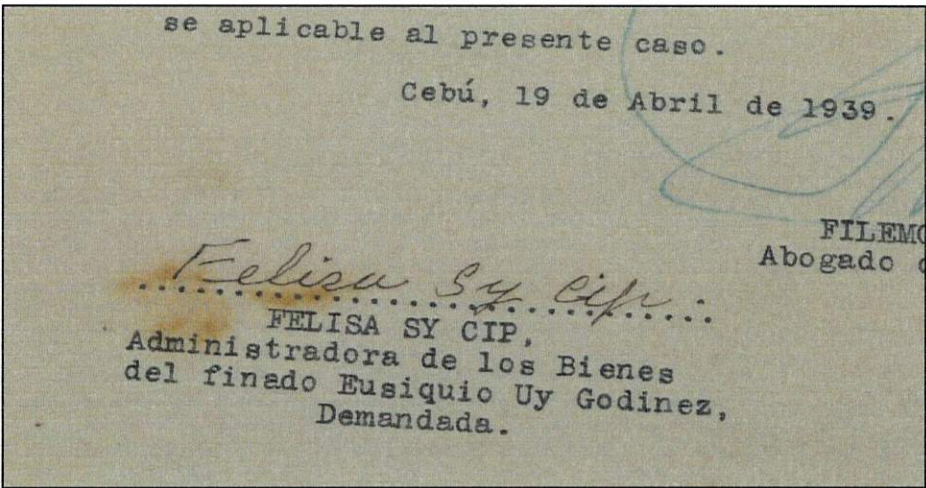 se aplicable al presente caso.
Cebú, 19 de Abril de 1939.
FILEMO
Abogado
Felisa Sy Cip.
....................................
FELISA SY CIP,
Administradora de los Bienes
del finado Eusiquio Uy Godinez,
Demandada.